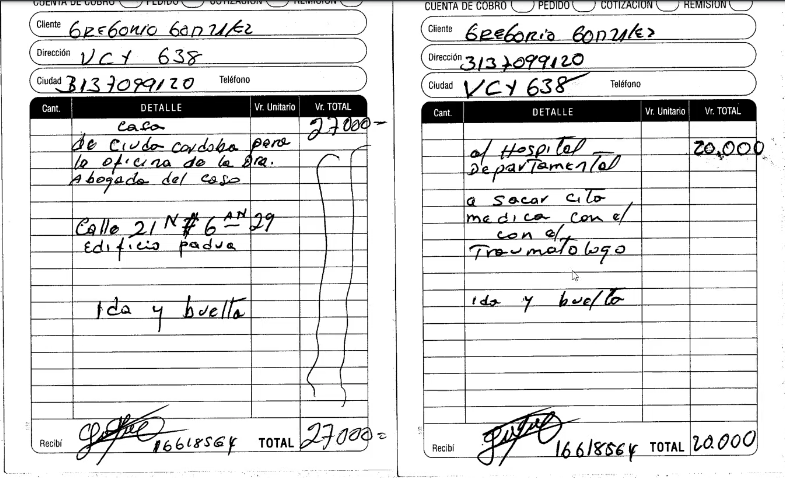 CUENTA DE COBRO PEDIDO COTIZACIÓN REMISIÓN
Cliente GREGORIO GONZALEZ
Dirección VCY 638
Ciudad 3137099120 Teléfono
Cant. DETALLE Vr. Unitario Vr. TOTAL
casa 27000=
de Ciuda Cordoba para
la oficina de la Dra.
Abogada del caso
Calle 21 N # 6 AN 29
Edificio padua
Ida y buelta
Recibí 16618564 TOTAL 27000=
CUENTA DE COBRO PEDIDO COTIZACIÓN REMISIÓN
Cliente GREGORIO GONZALEZ
Dirección 3137099120
Ciudad VCY 638 Teléfono
Cant. DETALLE Vr. Unitario Vr. TOTAL
al Hospital 20,000
Departamental
a sacar cita
medica con el
con el
Traumatologo
Ida y buelta
Recibí 16618564 TOTAL 20.000